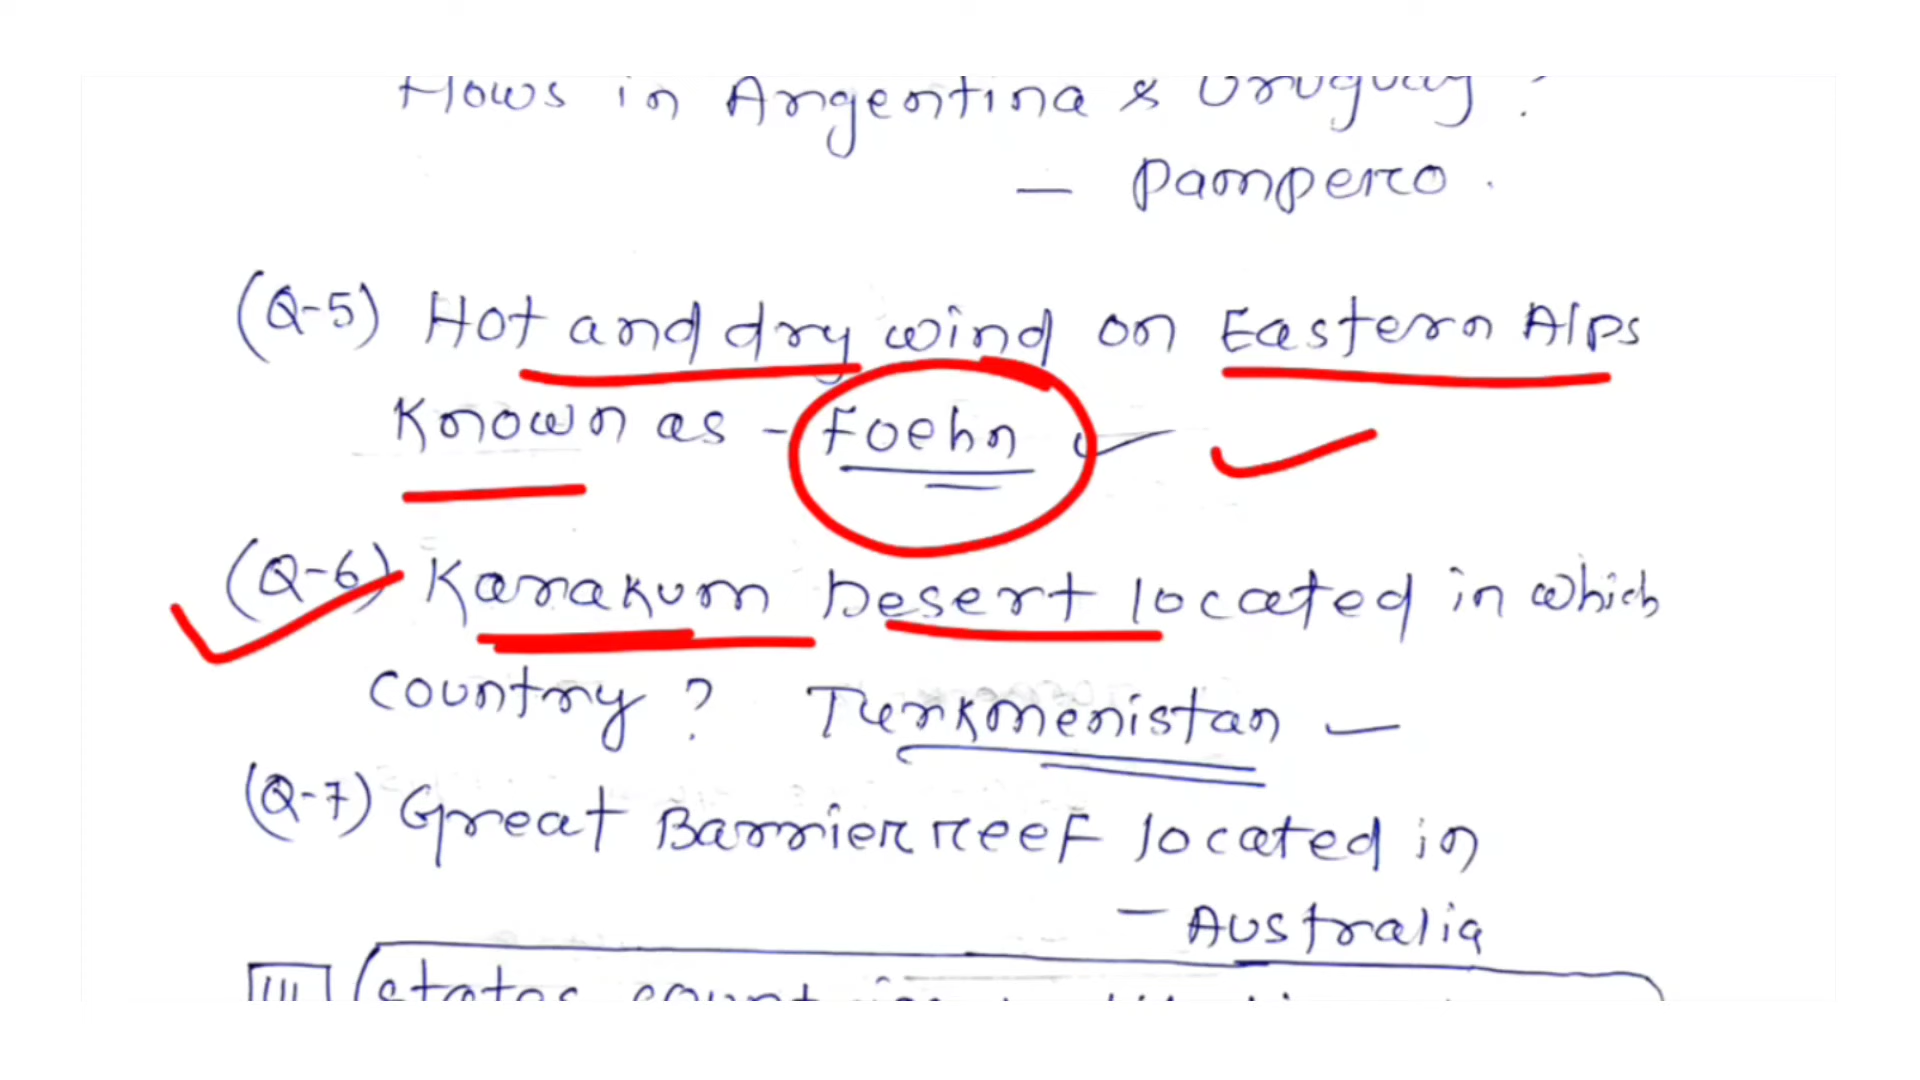 Flows in Argentina & Uruguay ?
— Pampero .
(Q-5) Hot and dry wind on Eastern Alps
Known as - Foehn
(Q-6) Karakum Desert located in which
country ? Turkmenistan —
(Q-7) Great Barrier reef located in
— Australia
III